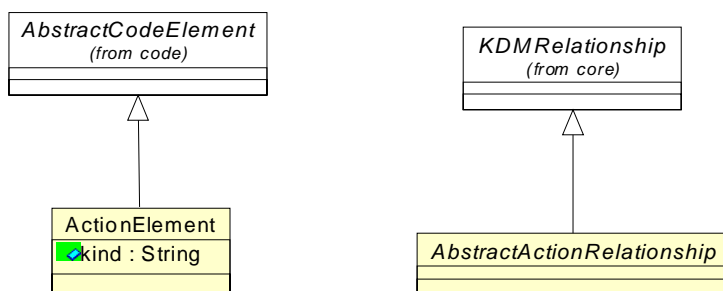 AbstractCodeElement
(from code)
KDMRelationship
(from core)
ActionElement
kind : String
AbstractActionRelationship